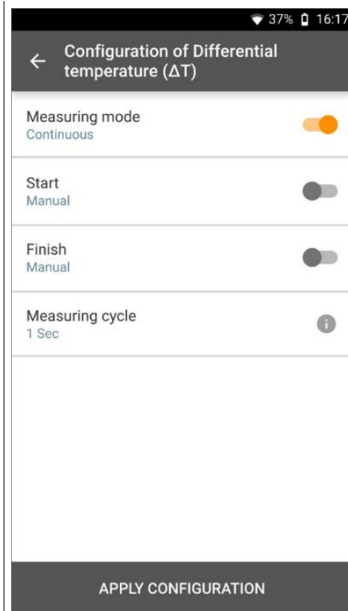 37% 16:17
Configuration of Differential
temperature (ΔT)
Measuring mode
Continuous
Start
Manual
Finish
Manual
Measuring cycle
1 Sec
i
APPLY CONFIGURATION